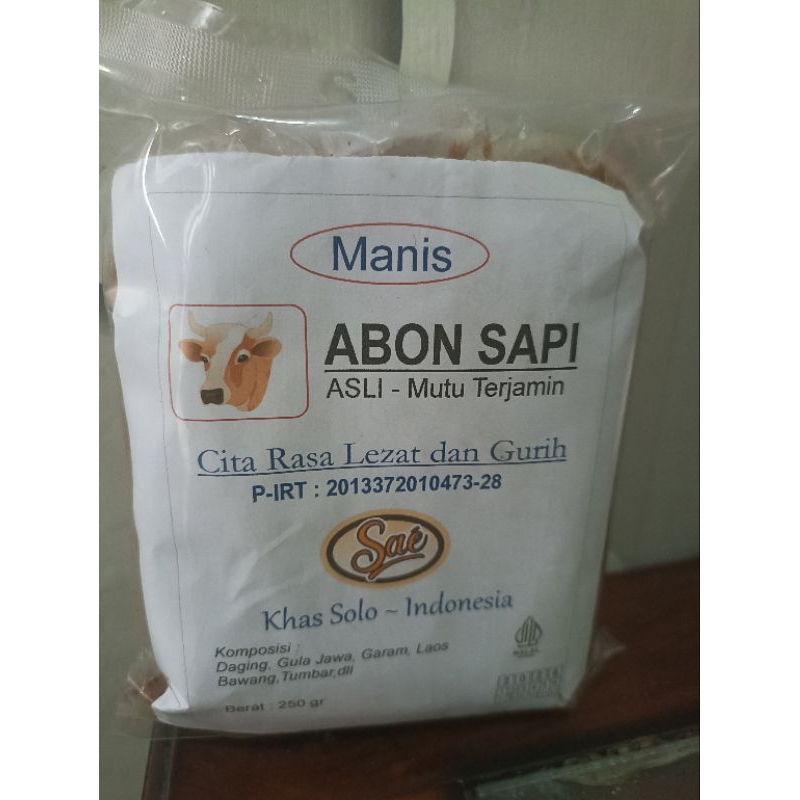 Manis
ABON SAPI
ASLI - Mutu Terjamin
Cita Rasa Lezat dan Gurih
P-IRT : 2013372010473-28
Saé
Khas Solo ~ Indonesia
Komposisi :
Daging, Gula Jawa, Garam, Laos
Bawang,Tumbar,dll
Berat : 250 gr